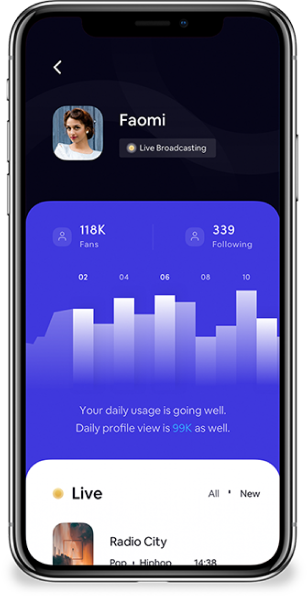 Faomi
Live Broadcasting
118K
Fans
339
Following
02 04 06 08 10
Your daily usage is going well.
Daily profile view is 99K as well.
Live
All New
Radio City
Pop Hiphop 14:38